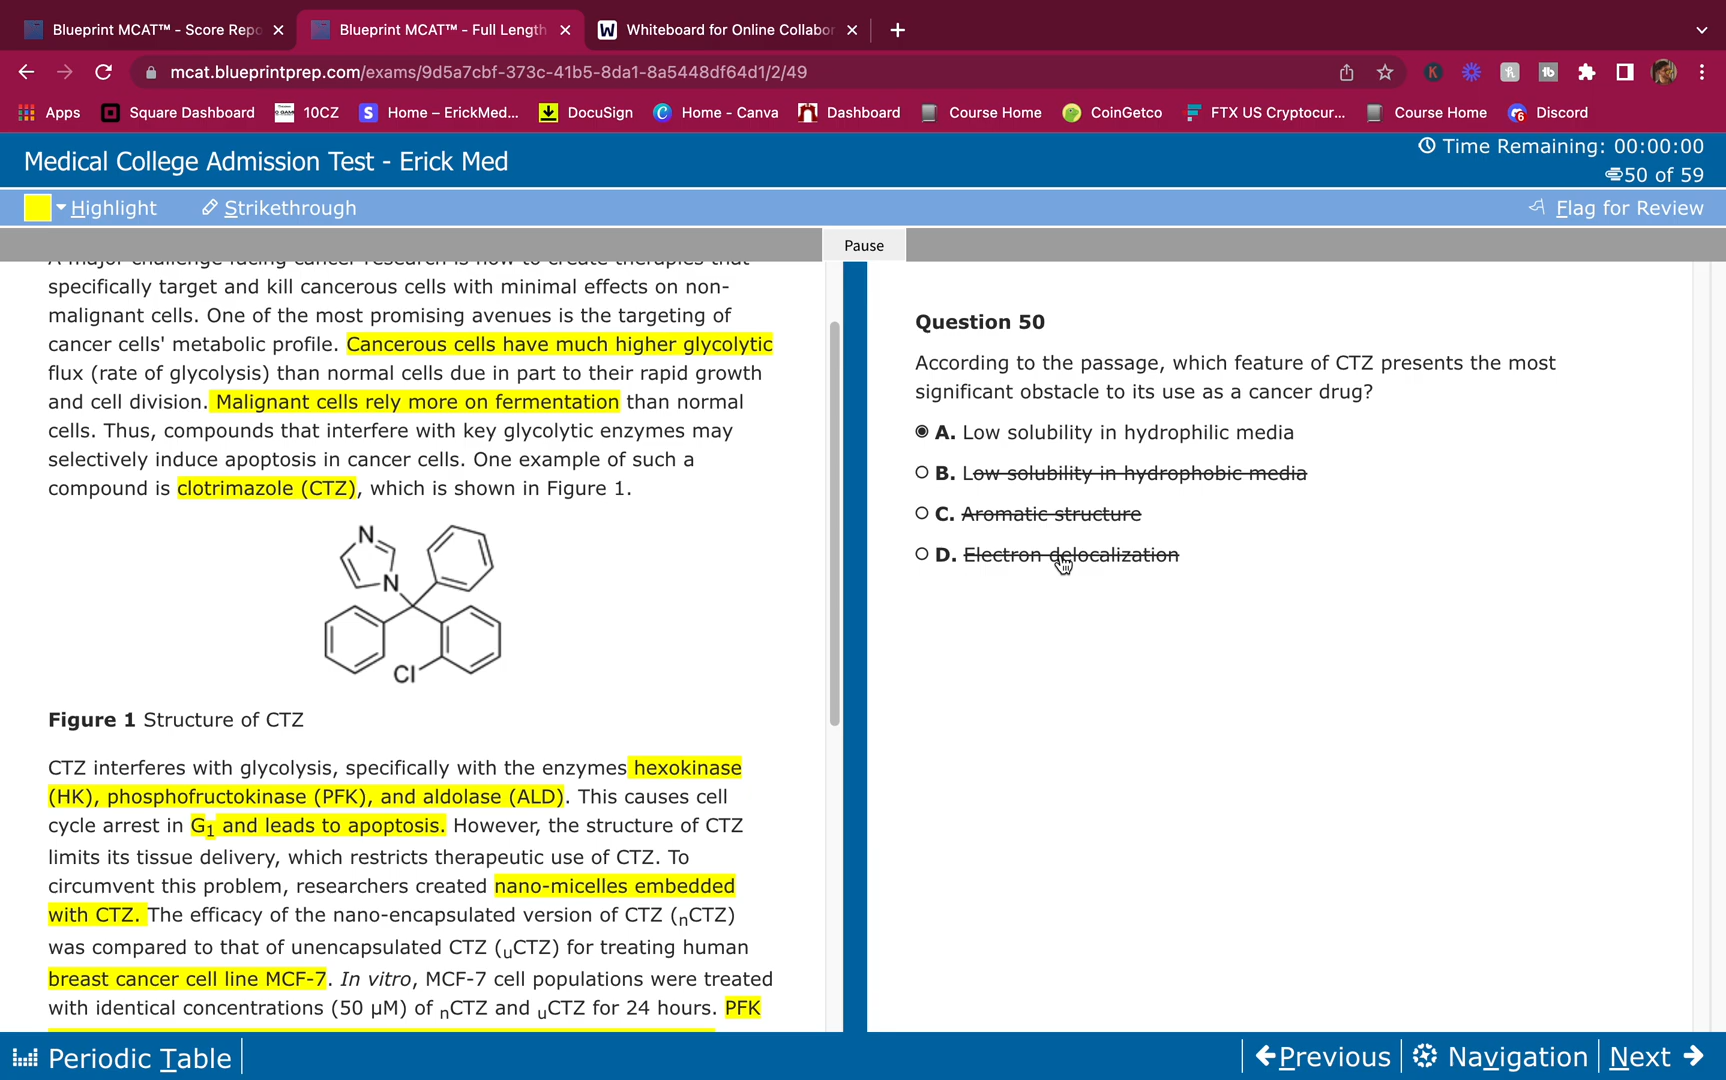 Blueprint MCAT™ - Score Repo
Blueprint MCAT™ - Full Length
Whiteboard for Online Collabor
mcat.blueprintprep.com/exams/9d5a7cbf-373c-41b5-8da1-8a5448df64d1/2/49
Apps
Square Dashboard
10CZ
Home – ErickMed...
DocuSign
Home - Canva
Dashboard
Course Home
CoinGetco
FTX US Cryptocur...
Course Home
Discord
Medical College Admission Test - Erick Med
Time Remaining: 00:00:00
50 of 59
Highlight
Strikethrough
Flag for Review
Pause
A major challenge facing cancer research is how to create therapies that
specifically target and kill cancerous cells with minimal effects on non-
malignant cells. One of the most promising avenues is the targeting of
cancer cells' metabolic profile. Cancerous cells have much higher glycolytic
flux (rate of glycolysis) than normal cells due in part to their rapid growth
and cell division. Malignant cells rely more on fermentation than normal
cells. Thus, compounds that interfere with key glycolytic enzymes may
selectively induce apoptosis in cancer cells. One example of such a
compound is clotrimazole (CTZ), which is shown in Figure 1.
N
N
Cl
Figure 1 Structure of CTZ
CTZ interferes with glycolysis, specifically with the enzymes hexokinase
(HK), phosphofructokinase (PFK), and aldolase (ALD). This causes cell
cycle arrest in G1 and leads to apoptosis. However, the structure of CTZ
limits its tissue delivery, which restricts therapeutic use of CTZ. To
circumvent this problem, researchers created nano-micelles embedded
with CTZ. The efficacy of the nano-encapsulated version of CTZ (nCTZ)
was compared to that of unencapsulated CTZ (uCTZ) for treating human
breast cancer cell line MCF-7. In vitro, MCF-7 cell populations were treated
with identical concentrations (50 μM) of nCTZ and uCTZ for 24 hours. PFK
Question 50
According to the passage, which feature of CTZ presents the most
significant obstacle to its use as a cancer drug?
A. Low solubility in hydrophilic media
B. Low solubility in hydrophobic media
C. Aromatic structure
D. Electron delocalization
Periodic Table
Previous
Navigation
Next